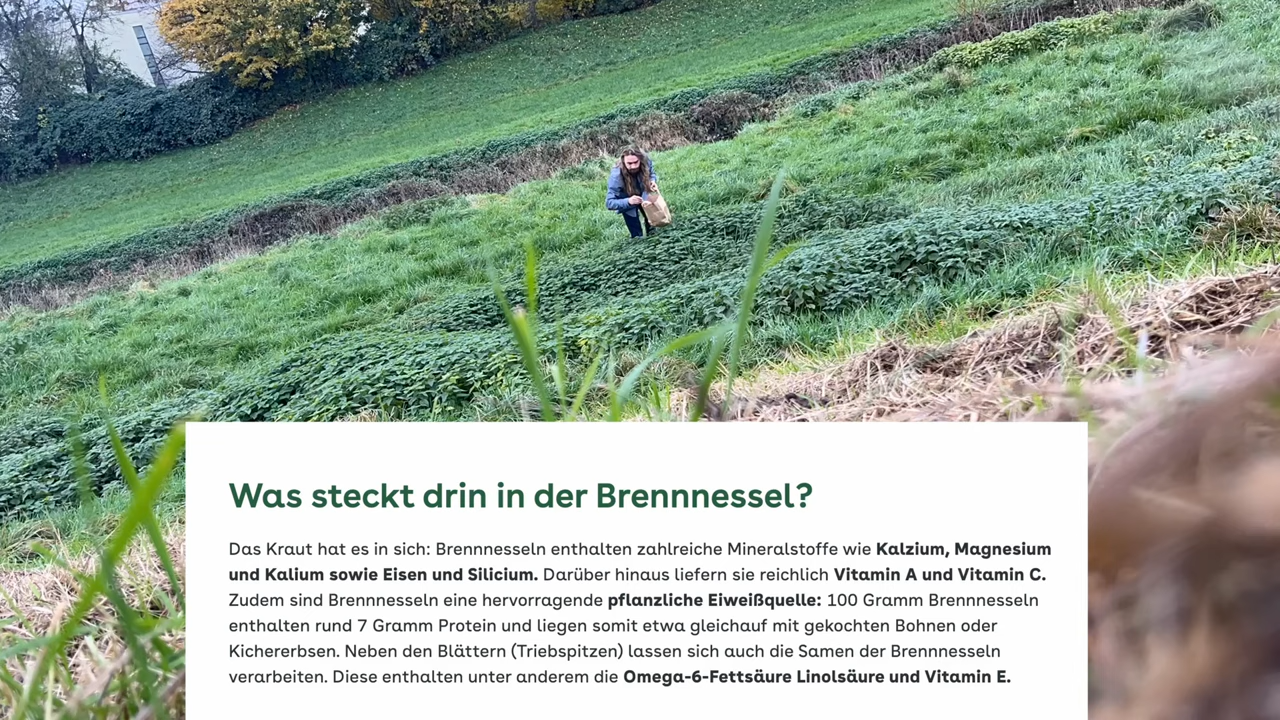 Was steckt drin in der Brennnessel?
Das Kraut hat es in sich: Brennnesseln enthalten zahlreiche Mineralstoffe wie Kalzium, Magnesium
und Kalium sowie Eisen und Silicium. Darüber hinaus liefern sie reichlich Vitamin A und Vitamin C.
Zudem sind Brennnesseln eine hervorragende pflanzliche Eiweißquelle: 100 Gramm Brennnesseln
enthalten rund 7 Gramm Protein und liegen somit etwa gleichauf mit gekochten Bohnen oder
Kichererbsen. Neben den Blättern (Triebspitzen) lassen sich auch die Samen der Brennnesseln
verarbeiten. Diese enthalten unter anderem die Omega-6-Fettsäure Linolsäure und Vitamin E.